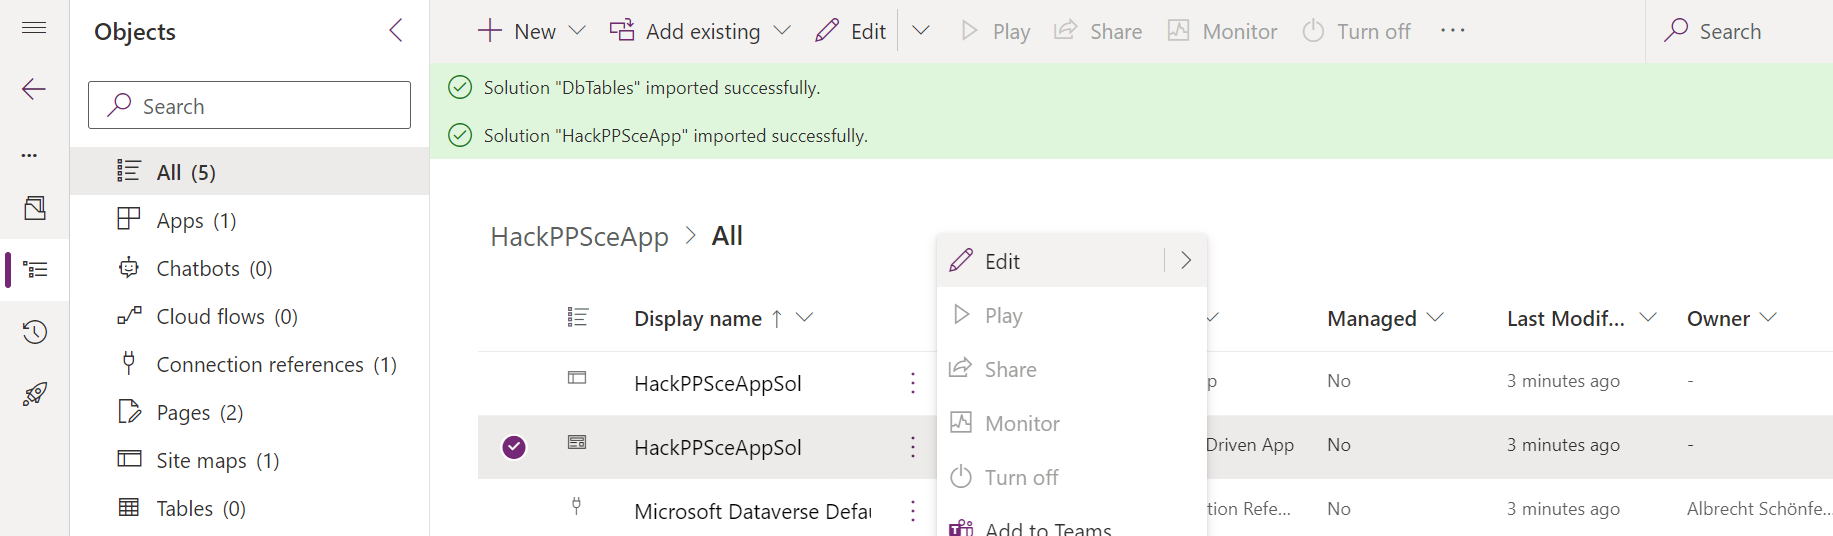 Objects
Search
All (5)
Apps (1)
Chatbots (0)
Cloud flows (0)
Connection references (1)
Pages (2)
Site maps (1)
Tables (0)
New
Add existing
Edit
Play
Share
Monitor
Turn off
Search
Solution "DbTables" imported successfully.
Solution "HackPPSceApp" imported successfully.
HackPPSceApp > All
Display name ↑
Managed
Last Modif...
Owner
HackPPSceAppSol
p
No
3 minutes ago
-
HackPPSceAppSol
Driven App
No
3 minutes ago
-
Microsoft Dataverse Defau
tion Refe...
No
3 minutes ago
Albrecht Schönfe...
Edit
Play
Share
Monitor
Turn off
Add to Teams